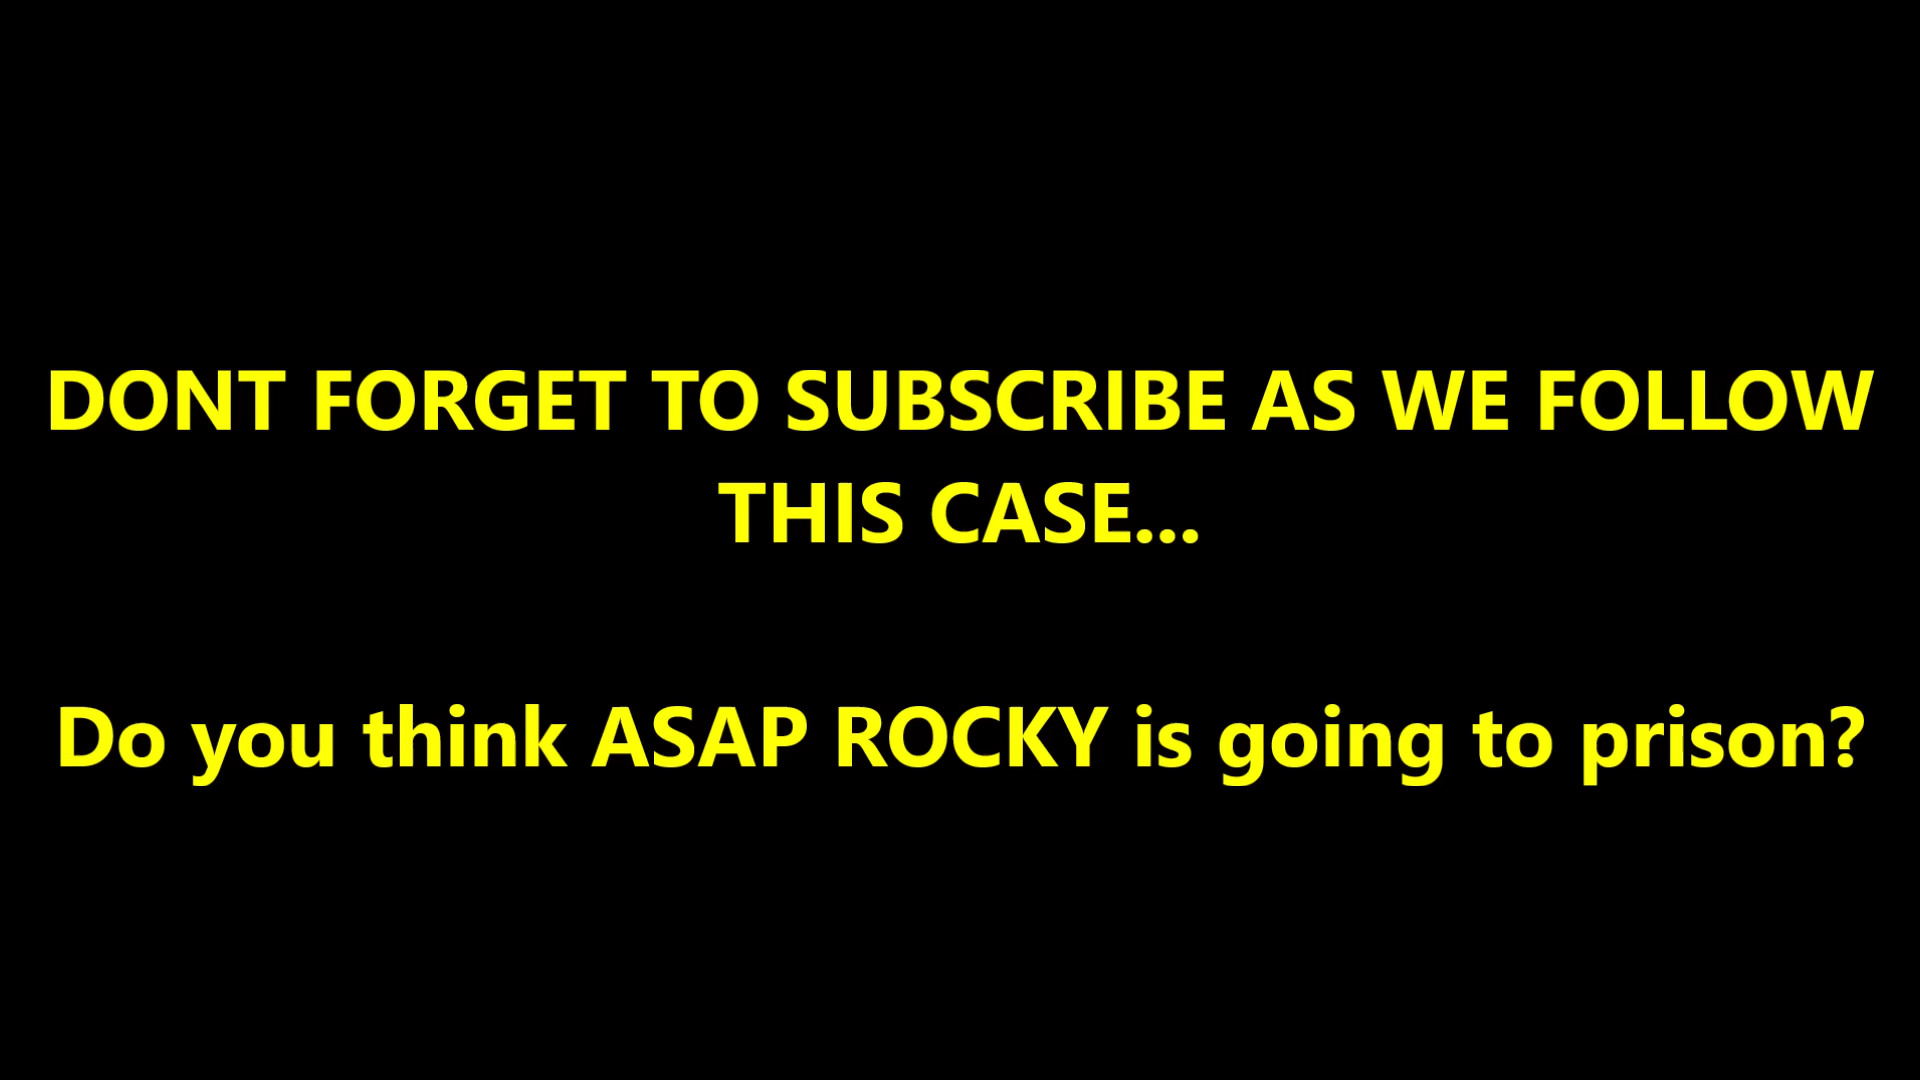 DONT FORGET TO SUBSCRIBE AS WE FOLLOW
THIS CASE...
Do you think ASAP ROCKY is going to prison?